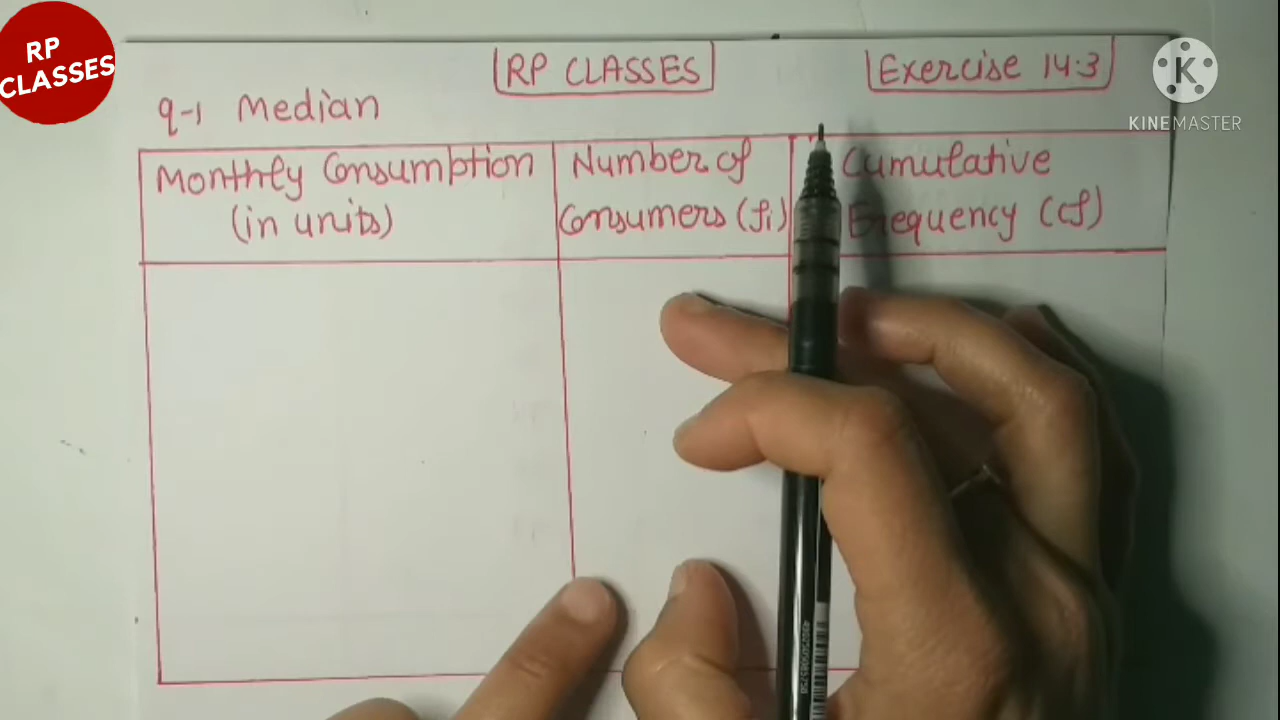 RP
CLASSES
RP CLASSES
Exercise 14.3
K
KINEMASTER
q-1 Median
Monthly Consumption
(in units)
Number of
Consumers (fi)
Cumulative
Frequency (cf)